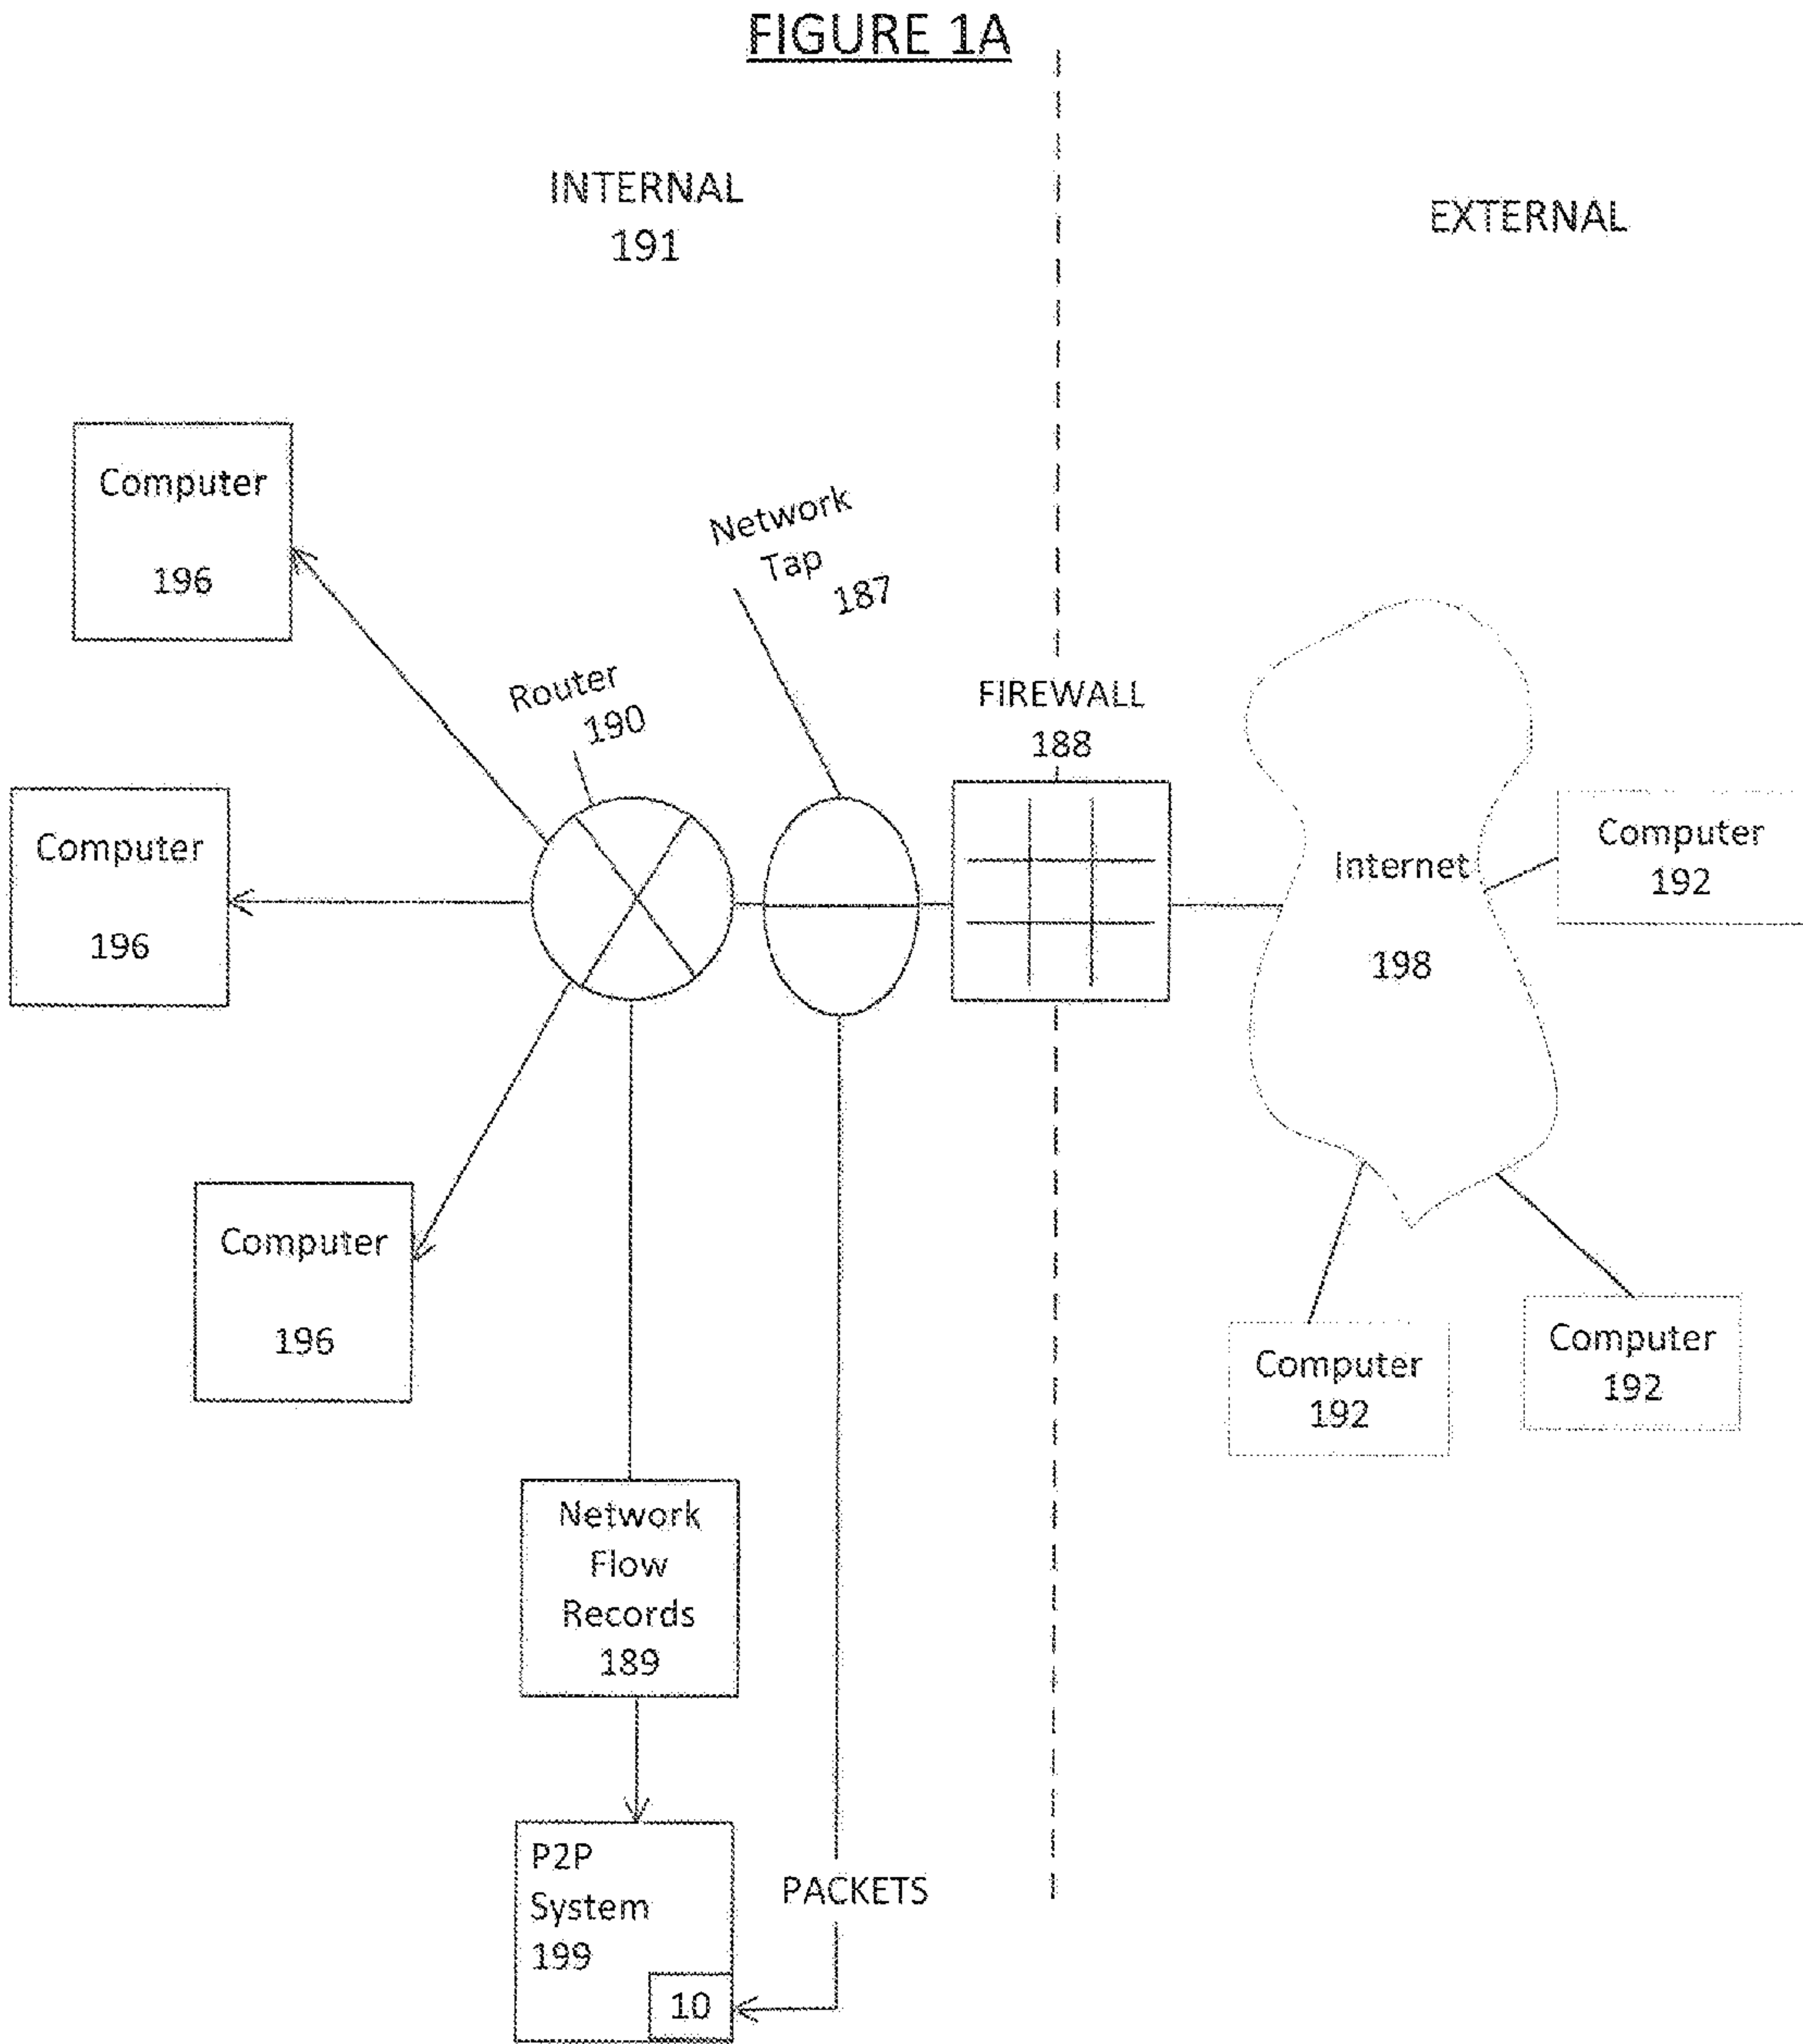 FIGURE 1A
INTERNAL
191
EXTERNAL
Computer
196
Network
Tap
187
Router
190
FIREWALL
188
Computer
196
Internet
198
Computer
192
Computer
196
Computer
192
Computer
192
Network
Flow
Records
189
P2P
System
199
10
PACKETS